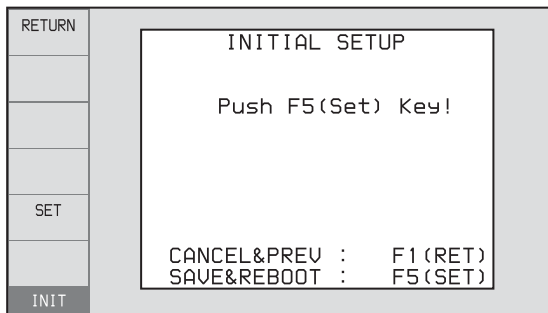 RETURN
SET
INIT
INITIAL SETUP
Push F5(Set) Key!
CANCEL&PREV : F1(RET)
SAVE&REBOOT : F5(SET)